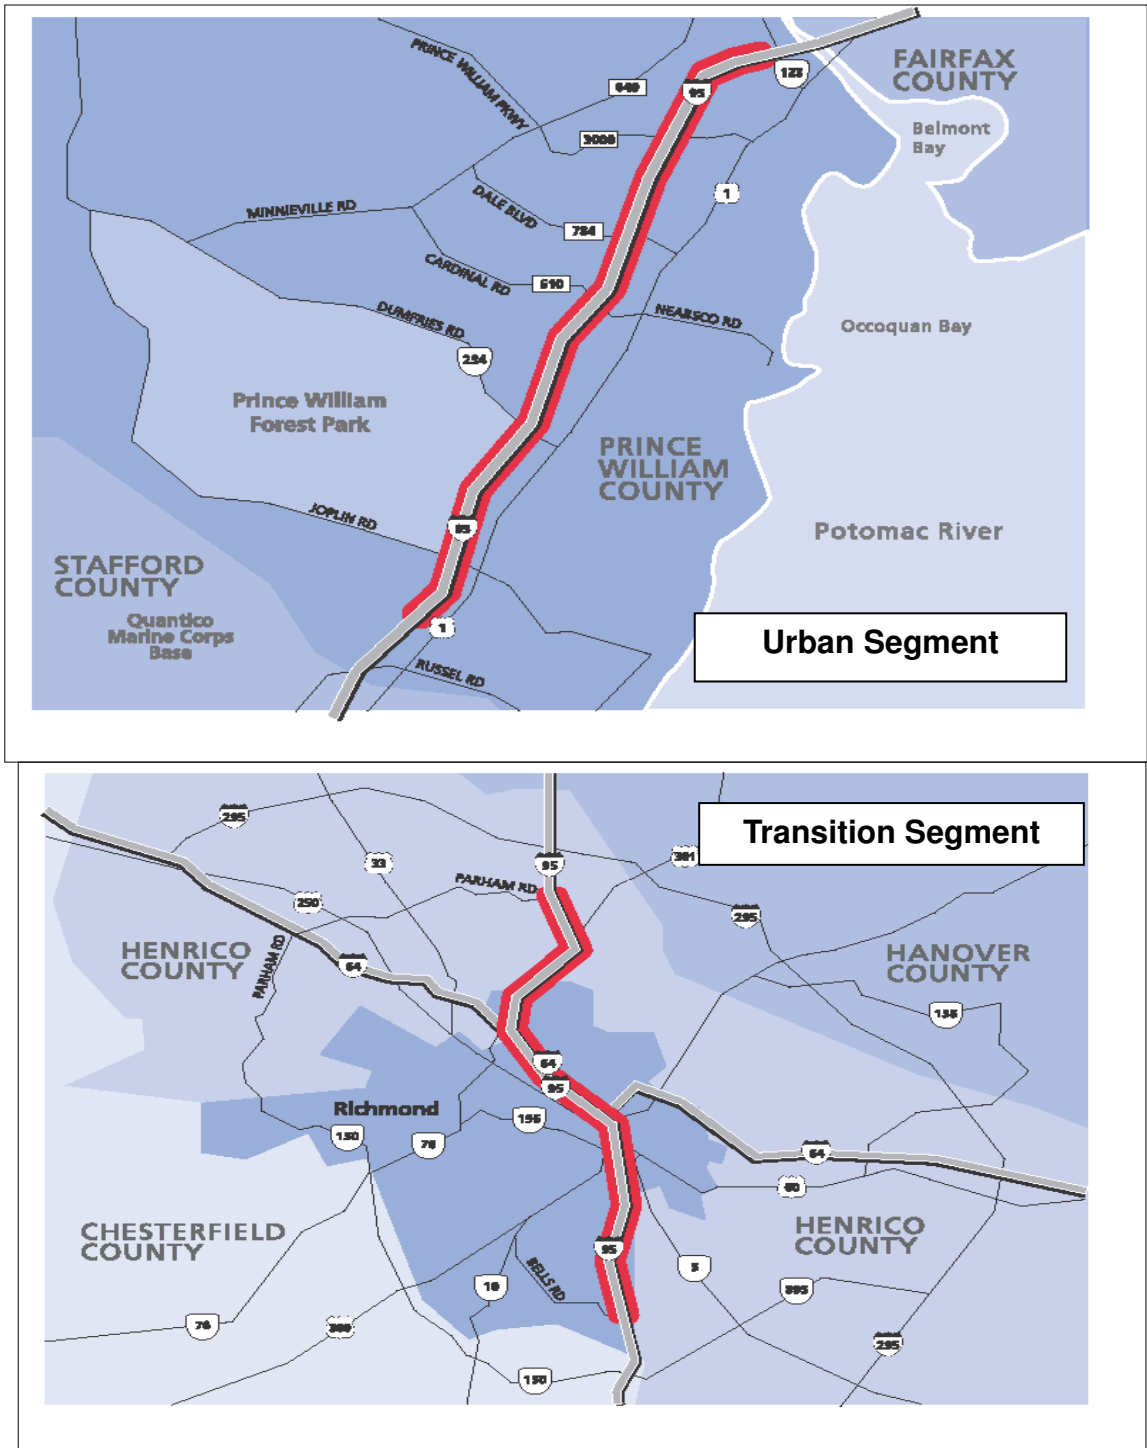 PRINCE WILLIAM PKWY
FAIRFAX
COUNTY
123
640
95
Belmont
Bay
3000
1
MINNIEVILLE RD
DALE BLVD
784
CARDINAL RD
610
NEABSCO RD
DUMFRIES RD
Occoquan Bay
234
Prince William
Forest Park
PRINCE
WILLIAM
COUNTY
JOPLIN RD
95
Potomac River
STAFFORD
COUNTY
Quantico
Marine Corps
Base
1
Urban Segment
RUSSEL RD
295
Transition Segment
33
95
301
PARHAM RD
250
295
HENRICO
COUNTY
PARHAM RD
64
HANOVER
COUNTY
156
64
95
Richmond
150
76
64
60
CHESTERFIELD
COUNTY
HENRICO
COUNTY
95
5
BELLS RD
10
895
76
295
150